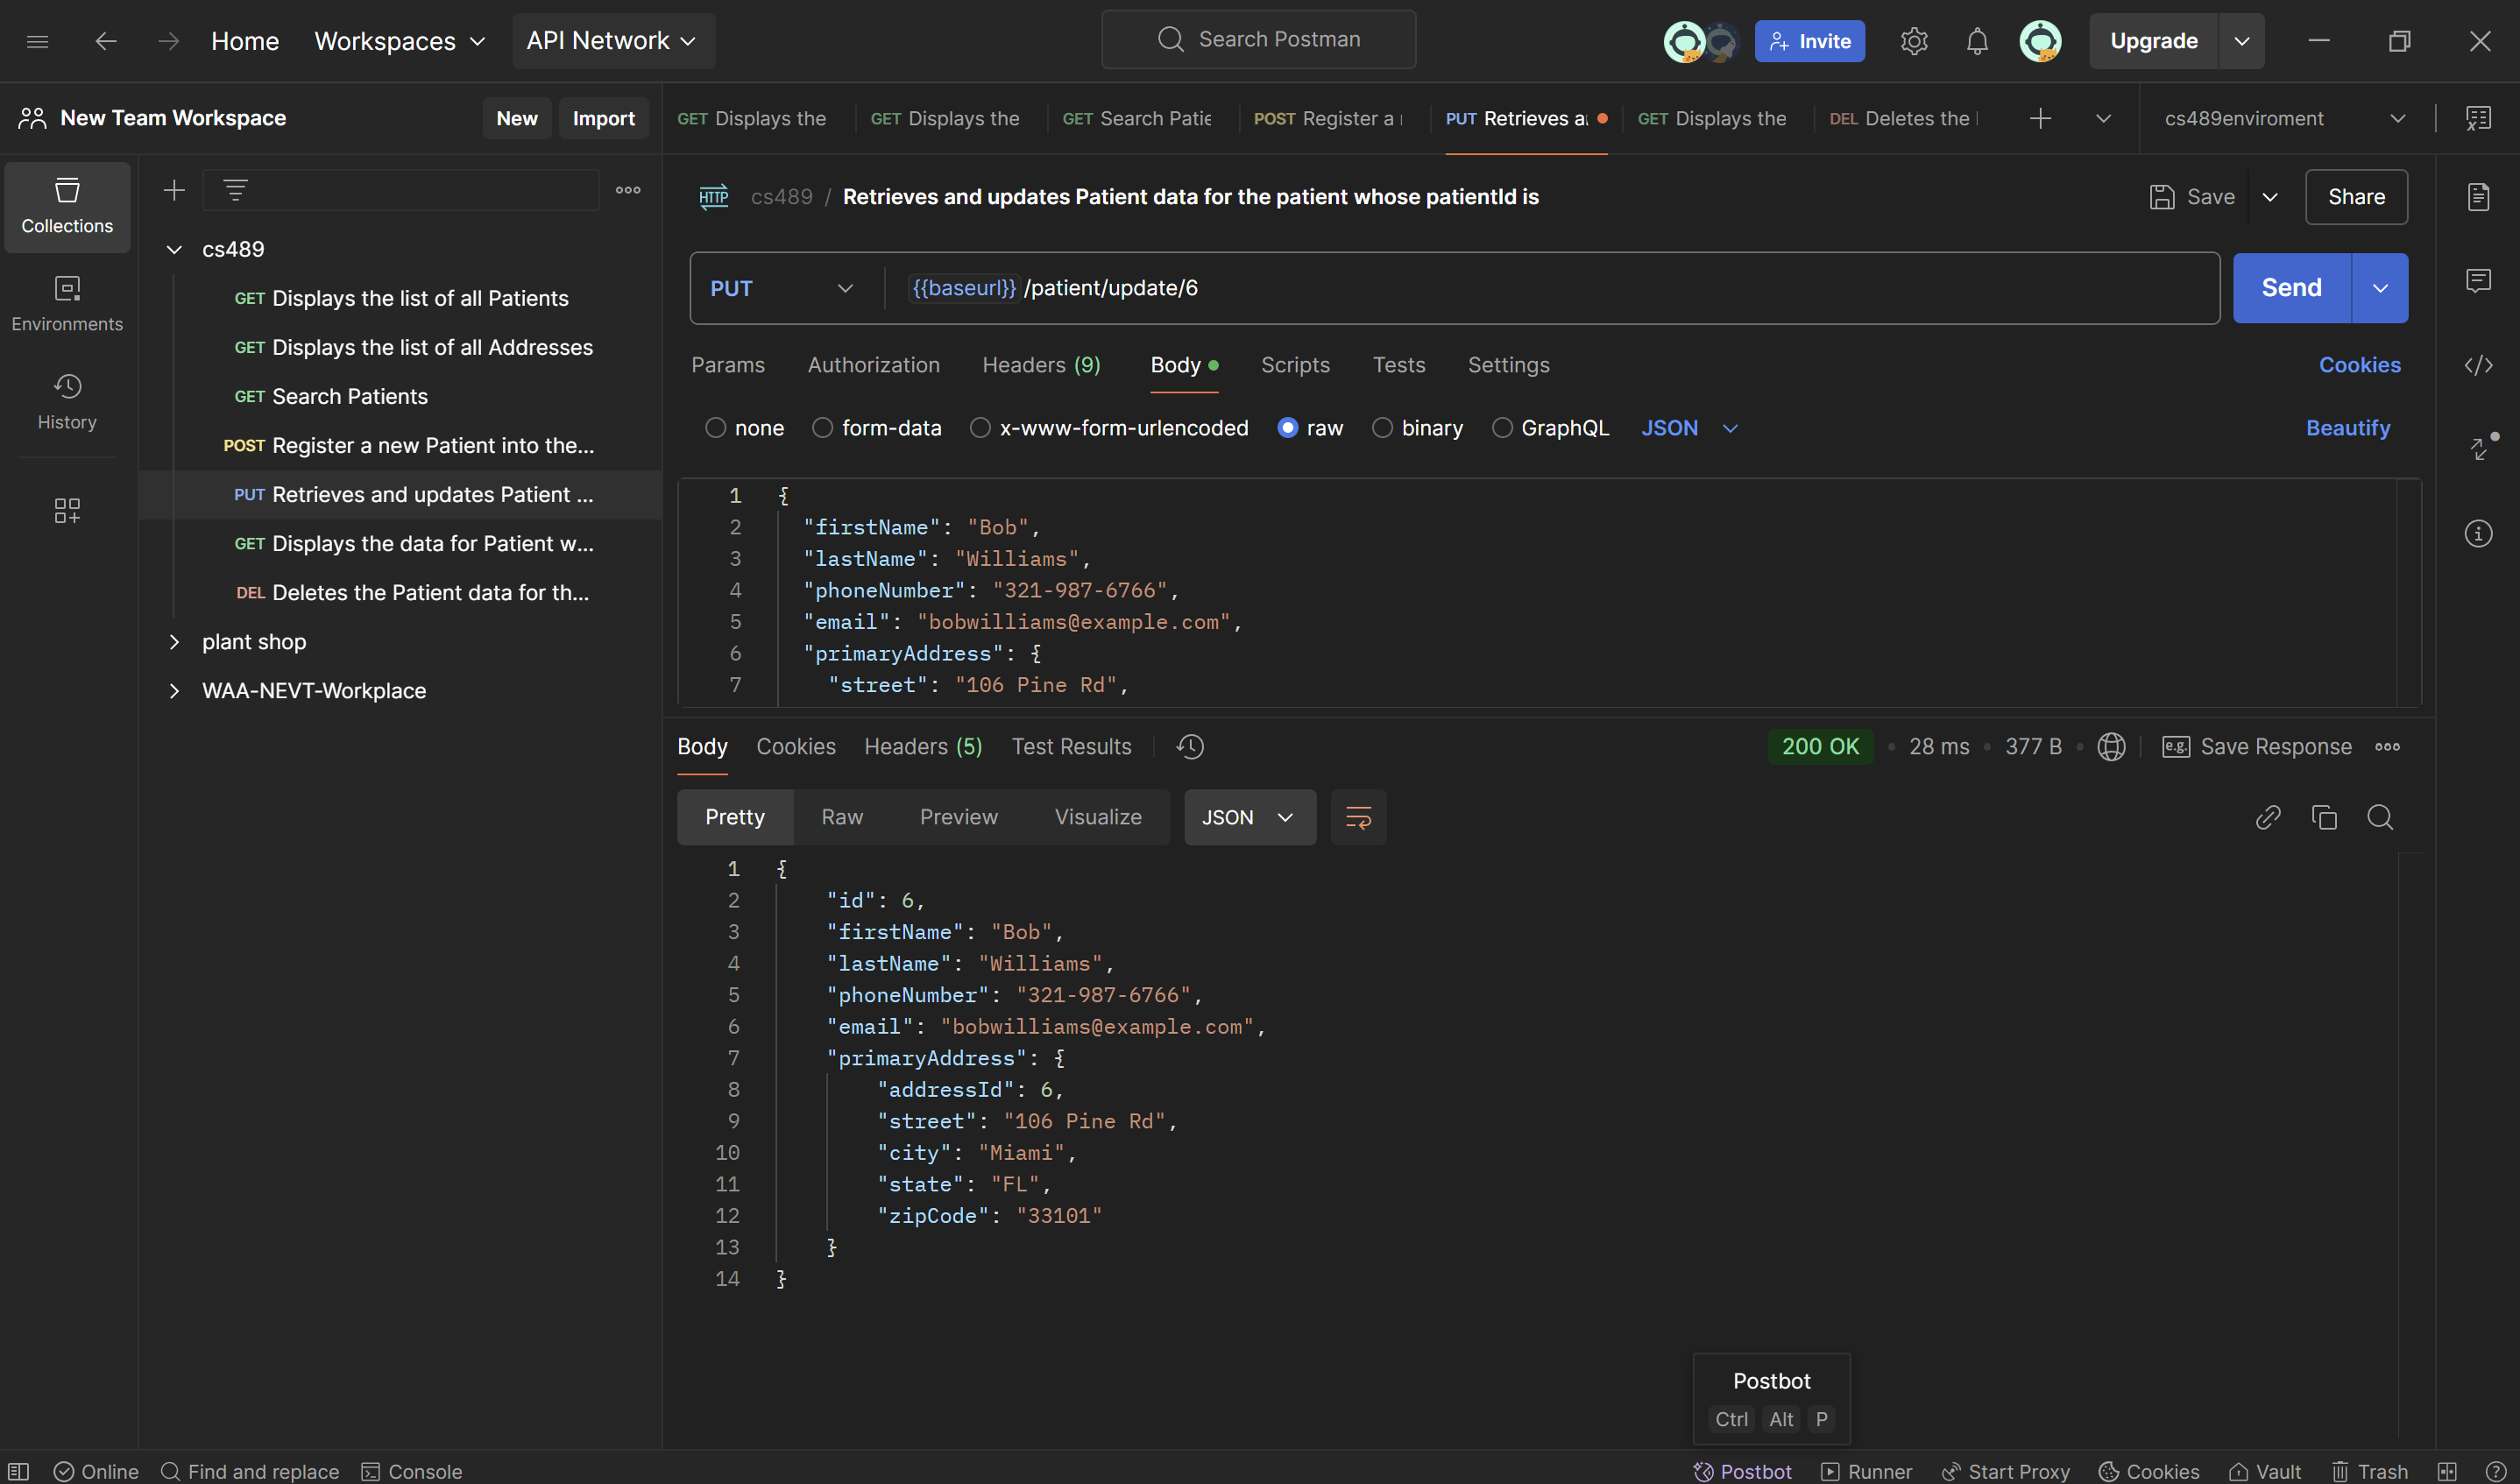 Home Workspaces API Network Search Postman Invite Upgrade
New Team Workspace New Import
GET Displays the GET Displays the GET Search Patie POST Register a PUT Retrieves a GET Displays the DEL Deletes the cs489enviroment
Collections
Environments
History
cs489
GET Displays the list of all Patients
GET Displays the list of all Addresses
GET Search Patients
POST Register a new Patient into the...
PUT Retrieves and updates Patient ...
GET Displays the data for Patient w...
DEL Deletes the Patient data for th...
plant shop
WAA-NEVT-Workplace
HTTP cs489 / Retrieves and updates Patient data for the patient whose patientId is Save Share
PUT {{baseurl}} /patient/update/6 Send
Params Authorization Headers (9) Body Scripts Tests Settings Cookies
none form-data x-www-form-urlencoded raw binary GraphQL JSON Beautify
1 {
2 "firstName": "Bob",
3 "lastName": "Williams",
4 "phoneNumber": "321-987-6766",
5 "email": "bobwilliams@example.com",
6 "primaryAddress": {
7 "street": "106 Pine Rd",
Body Cookies Headers (5) Test Results 200 OK • 28 ms • 377 B • e.g. Save Response
Pretty Raw Preview Visualize JSON
1 {
2 "id": 6,
3 "firstName": "Bob",
4 "lastName": "Williams",
5 "phoneNumber": "321-987-6766",
6 "email": "bobwilliams@example.com",
7 "primaryAddress": {
8 "addressId": 6,
9 "street": "106 Pine Rd",
10 "city": "Miami",
11 "state": "FL",
12 "zipCode": "33101"
13 }
14 }
Postbot
Ctrl Alt P
Online Find and replace Console Postbot Runner Start Proxy Cookies Vault Trash